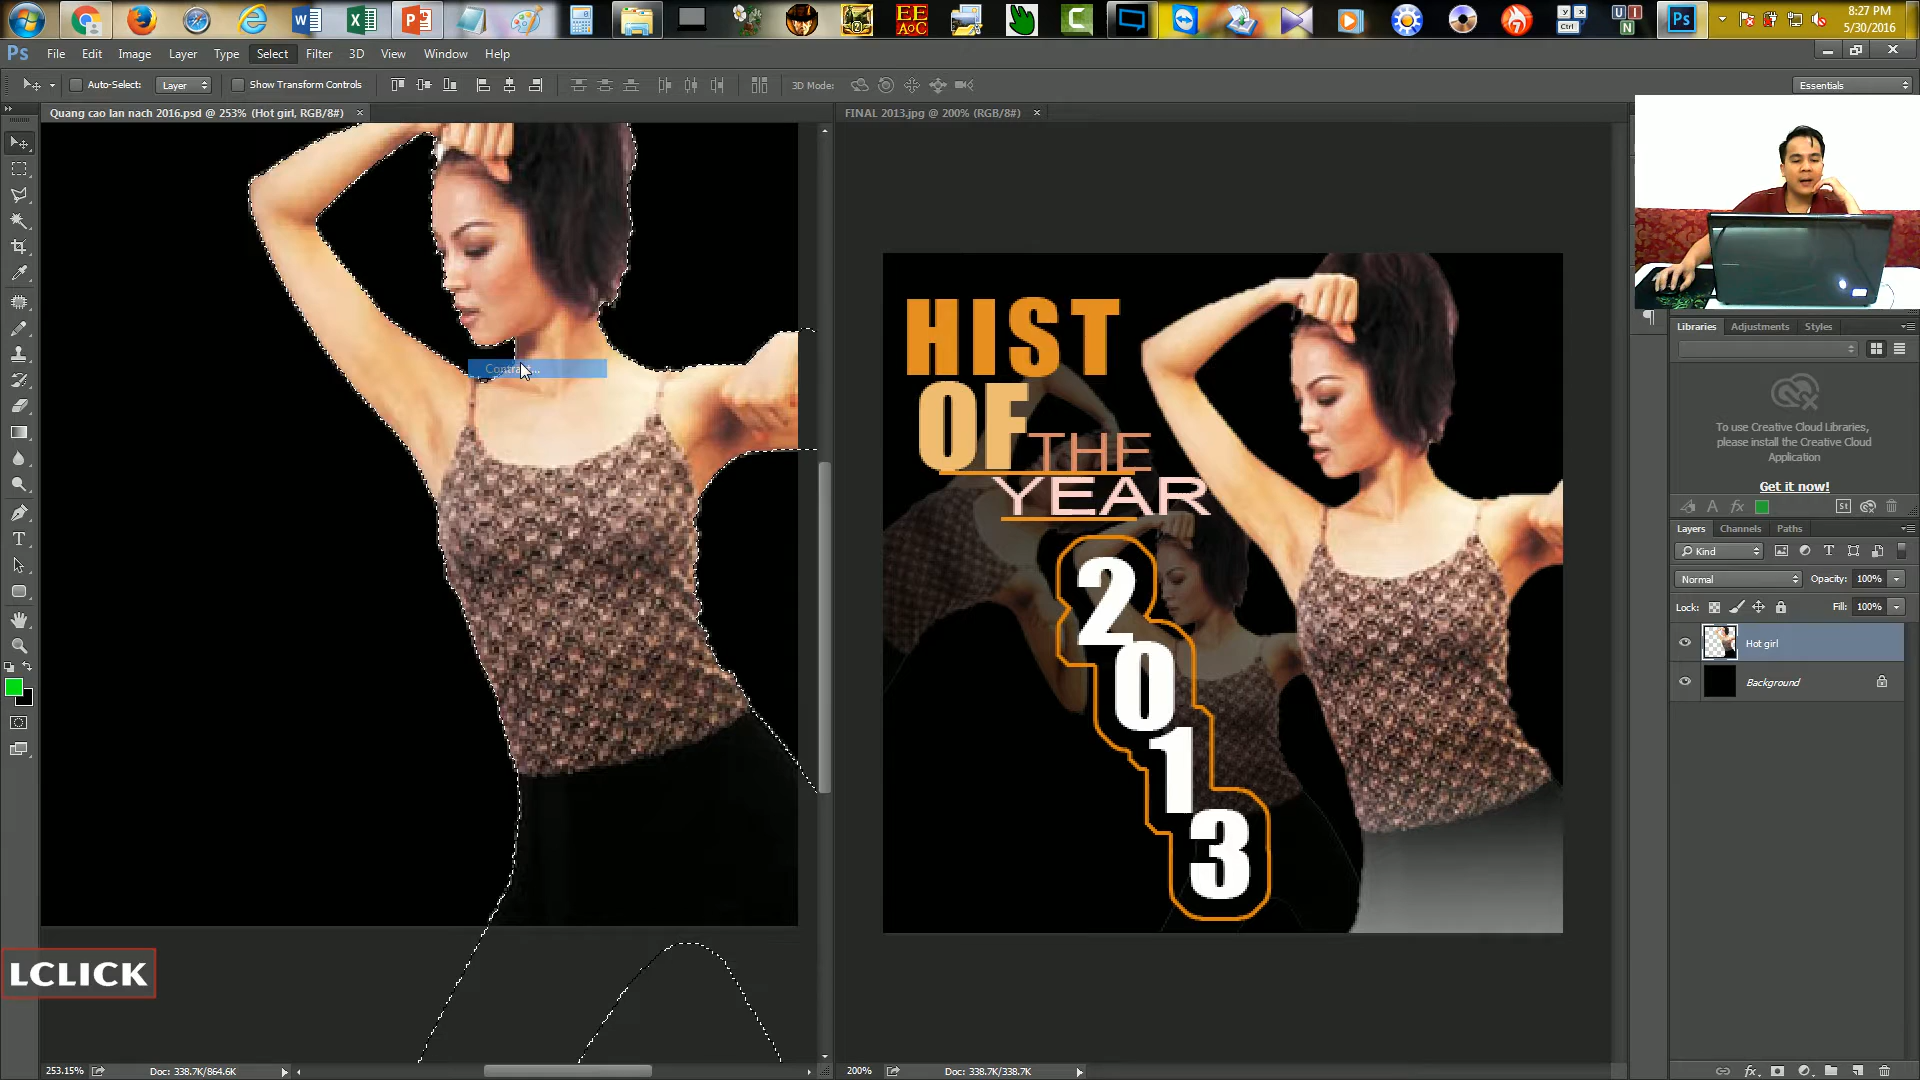 8:27 PM
5/30/2016
Ps File Edit Image Layer Type Select Filter 3D View Window Help
Auto-Select: Layer Show Transform Controls 3D Mode: Essentials
Quang cao lan nach 2016.psd @ 253% (Hot girl, RGB/8#) ×
FINAL 2013.jpg @ 200% (RGB/8#) ×
HIST
OF THE
YEAR
2
0
1
3
Contract...
LCLICK
Libraries Adjustments Styles
To use Creative Cloud Libraries,
please install the Creative Cloud
Application
Get it now!
Layers Channels Paths
Kind
Normal Opacity: 100%
Lock: Fill: 100%
Hot girl
Background
253.15% Doc: 338.7K/864.6K
200% Doc: 338.7K/338.7K